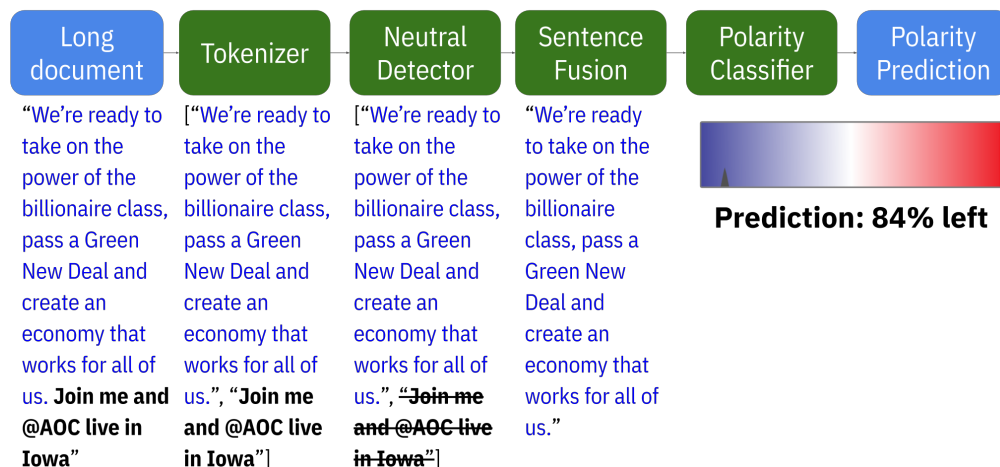 Long
document
Tokenizer
Neutral
Detector
Sentence
Fusion
Polarity
Classifier
Polarity
Prediction
“We’re ready to
take on the
power of the
billionaire class,
pass a Green
New Deal and
create an
economy that
works for all of
us. Join me and
@AOC live in
Iowa”
[“We’re ready to
take on the
power of the
billionaire class,
pass a Green
New Deal and
create an
economy that
works for all of
us.”, “Join me
and @AOC live
in Iowa”]
[“We’re ready to
take on the
power of the
billionaire class,
pass a Green
New Deal and
create an
economy that
works for all of
us.”, “Join me
and @AOC live
in Iowa”]
“We’re ready
to take on the
power of the
billionaire
class, pass a
Green New
Deal and
create an
economy that
works for all of
us.”
Prediction: 84% left